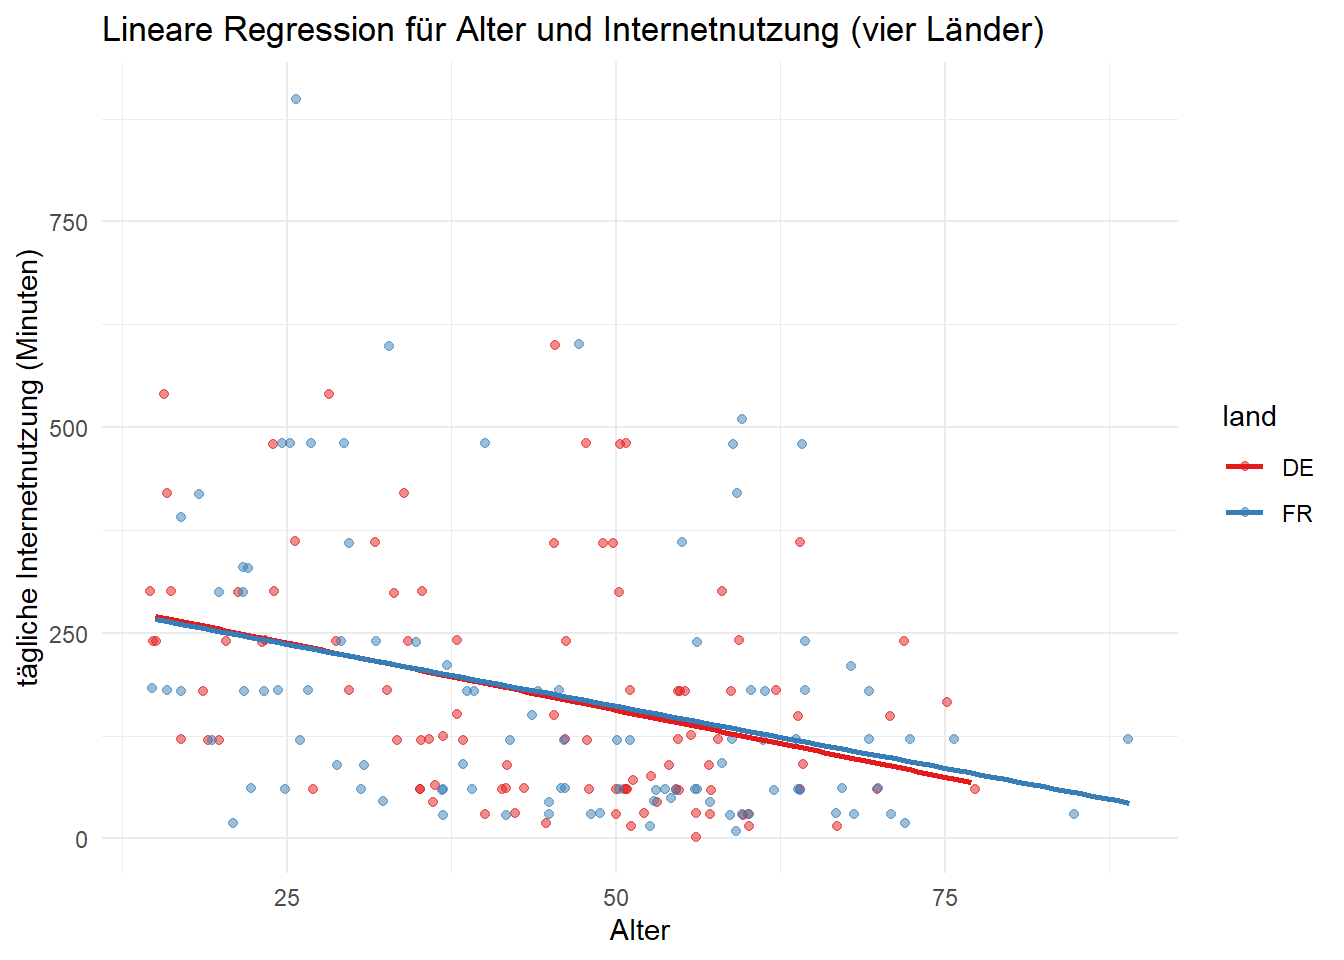 Lineare Regression für Alter und Internetnutzung (vier Länder)
tägliche Internetnutzung (Minuten)
750
500
250
0
25
50
75
Alter
land
DE
FR